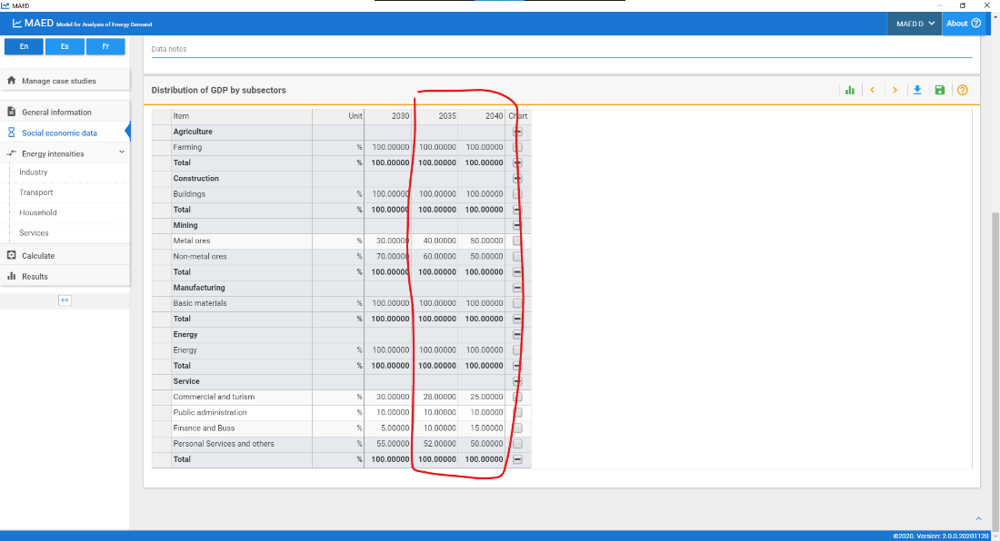 MAED
MAED Model for Analysis of Energy Demand
MAED D
About
En Es Fr
Manage case studies
General information
Social economic data
Energy intensities
Industry
Transport
Household
Services
Calculate
Results
Data notes
Distribution of GDP by subsectors
Item Unit 2030 2035 2040 Chart
Agriculture
Farming % 100.00000 100.00000 100.00000
Total % 100.00000 100.00000 100.00000
Construction
Buildings % 100.00000 100.00000 100.00000
Total % 100.00000 100.00000 100.00000
Mining
Metal ores % 30.00000 40.00000 50.00000
Non-metal ores % 70.00000 60.00000 50.00000
Total % 100.00000 100.00000 100.00000
Manufacturing
Basic materials % 100.00000 100.00000 100.00000
Total % 100.00000 100.00000 100.00000
Energy
Energy % 100.00000 100.00000 100.00000
Total % 100.00000 100.00000 100.00000
Service
Commercial and turism % 30.00000 28.00000 25.00000
Public administration % 10.00000 10.00000 10.00000
Finance and Buss % 5.00000 10.00000 15.00000
Personal Services and others % 55.00000 52.00000 50.00000
Total % 100.00000 100.00000 100.00000
©2020. Version: 2.0.0.20201120